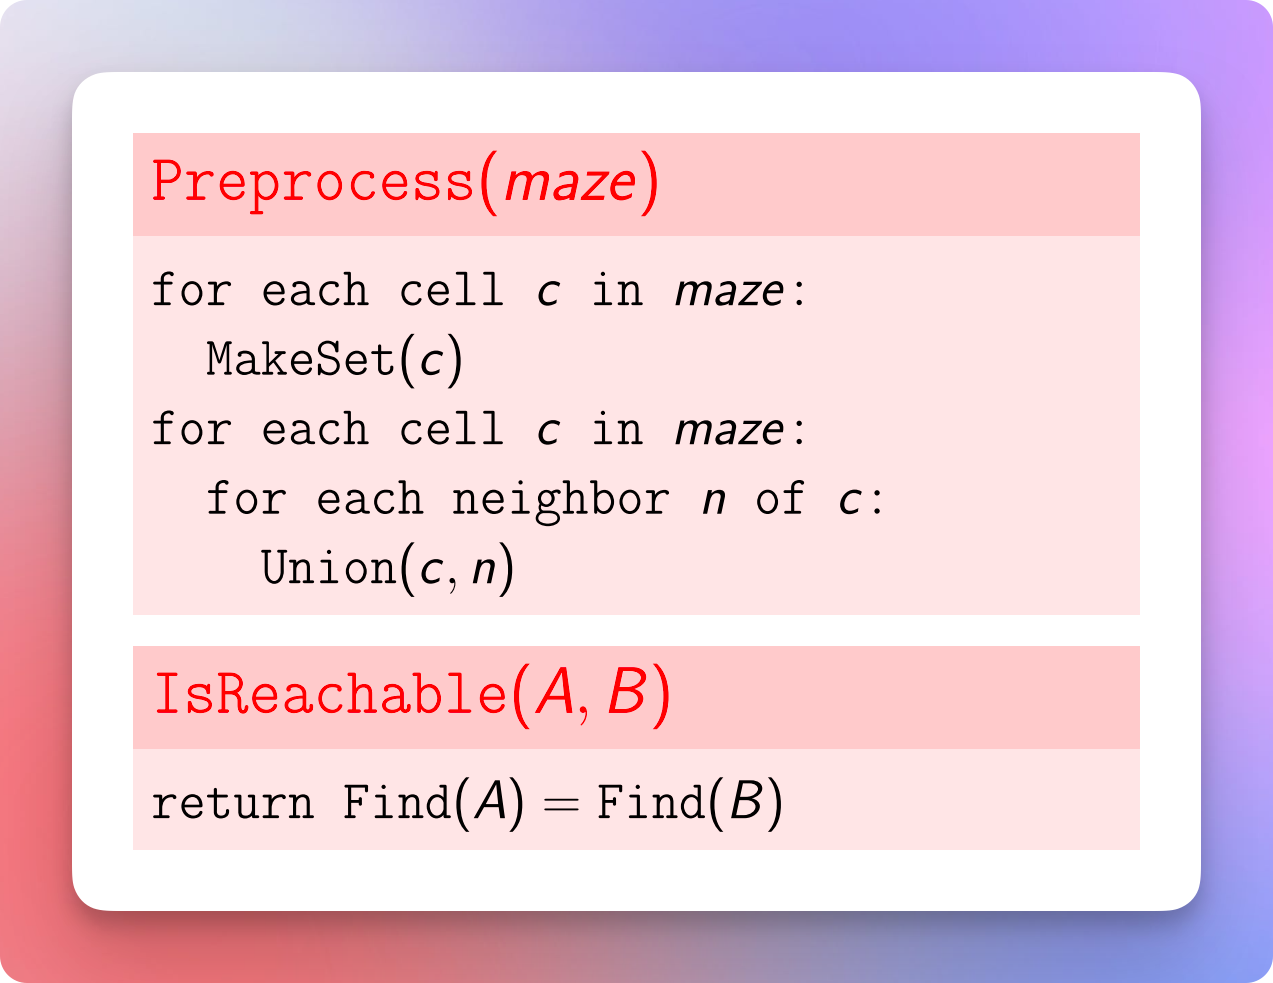 Preprocess(maze)
for each cell c in maze:
  MakeSet(c)
for each cell c in maze:
  for each neighbor n of c:
    Union(c, n)
IsReachable(A, B)
return Find(A) = Find(B)